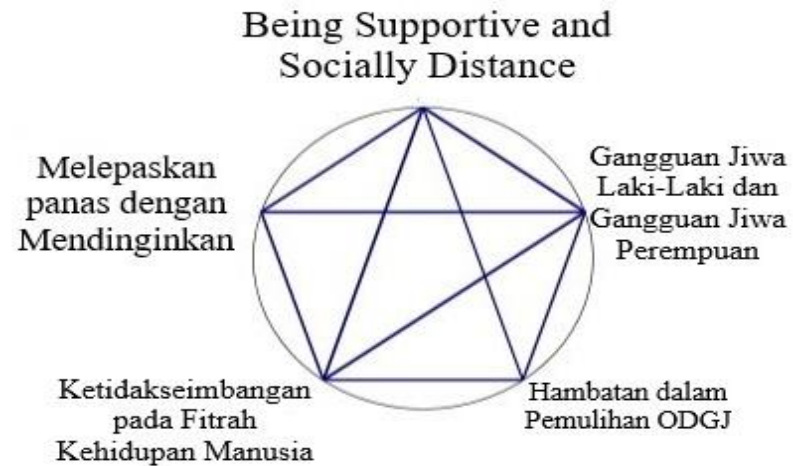 Being Supportive and
Socially Distance
Melepaskan
panas dengan
Mendinginkan
Gangguan Jiwa
Laki-Laki dan
Gangguan Jiwa
Perempuan
Ketidakseimbangan
pada Fitrah
Kehidupan Manusia
Hambatan dalam
Pemulihan ODGJ